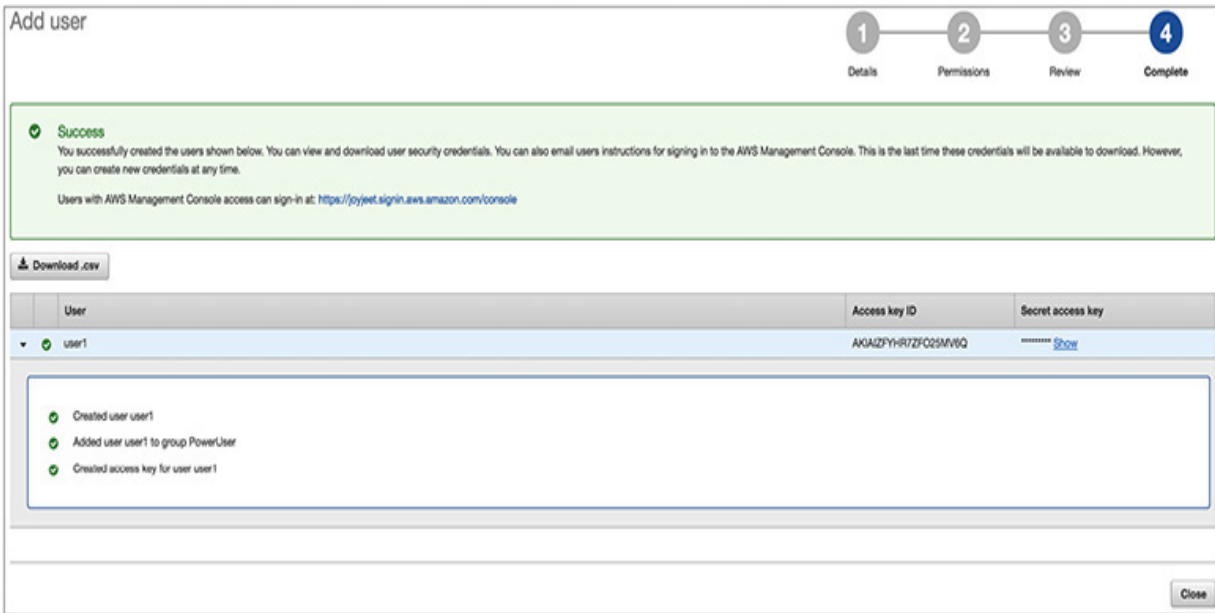 Add user
1
2
3
4
Details
Permissions
Review
Complete
Success
You successfully created the users shown below. You can view and download user security credentials. You can also email users instructions for signing in to the AWS Management Console. This is the last time these credentials will be available to download. However,
you can create new credentials at any time.
Users with AWS Management Console access can sign-in at: https://joyjeet.signin.aws.amazon.com/console
Download .csv
User
Access key ID
Secret access key
user1
AKIAIZFYHR7ZFO25MV6Q
********* Show
Created user user1
Added user user1 to group PowerUser
Created access key for user user1
Close